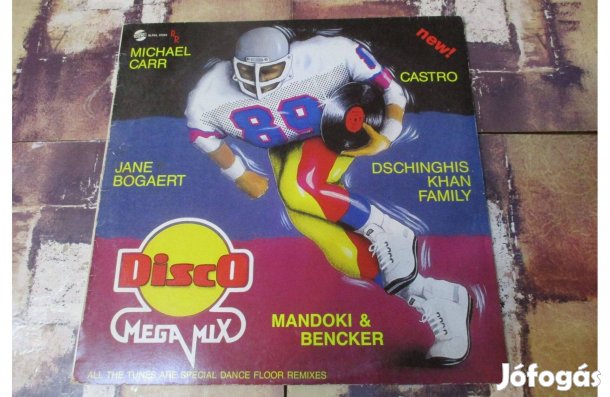 MICHAEL
CARR
new!
CASTRO
89
JANE
BOGAERT
DSCHINGHIS
KHAN
FAMILY
DISCO
MEGA MIX
MANDOKI &
BENCKER
ALL THE TUNES ARE SPECIAL DANCE FLOOR REMIXES
Jófogás